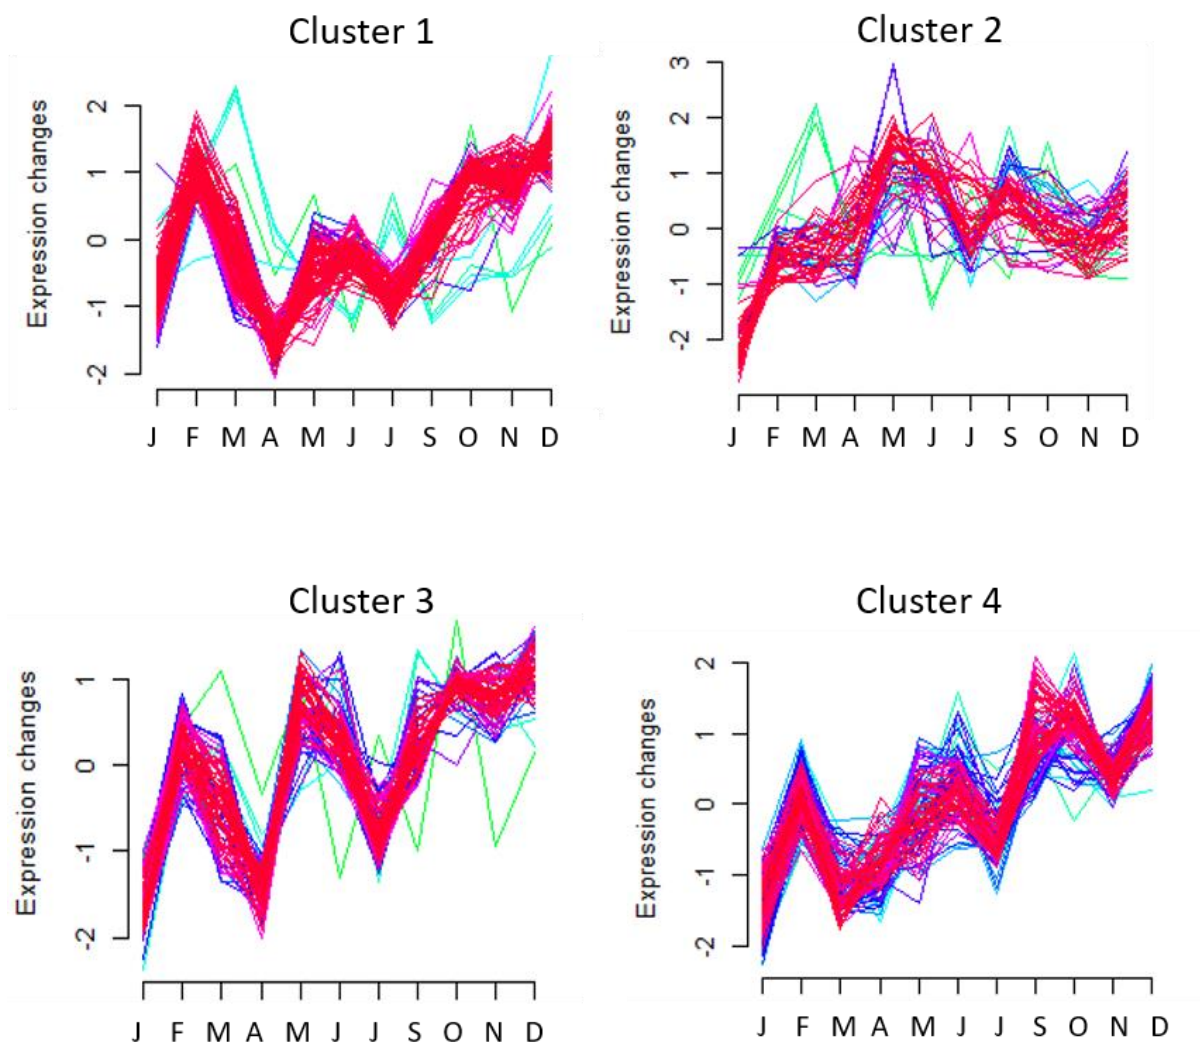 Cluster 1
Expression changes
2
1
0
-1
-2
J F M A M J J S O N D
Cluster 2
Expression changes
3
2
1
0
-1
-2
J F M A M J J S O N D
Cluster 3
Expression changes
1
0
-1
-2
J F M A M J J S O N D
Cluster 4
Expression changes
2
1
0
-1
-2
J F M A M J J S O N D